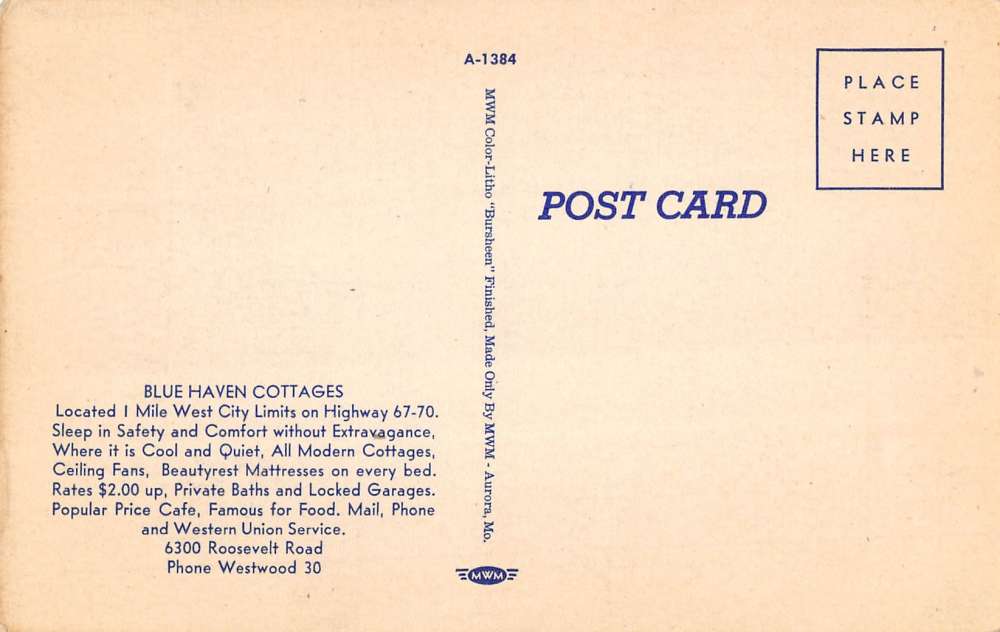 A-1384
PLACE
STAMP
HERE
POST CARD
MWM Color-Litho "Bursheen" Finished, Made Only By MWM - Aurora, Mo.
BLUE HAVEN COTTAGES
Located 1 Mile West City Limits on Highway 67-70.
Sleep in Safety and Comfort without Extravagance,
Where it is Cool and Quiet, All Modern Cottages,
Ceiling Fans, Beautyrest Mattresses on every bed.
Rates $2.00 up, Private Baths and Locked Garages.
Popular Price Cafe, Famous for Food. Mail, Phone
and Western Union Service.
6300 Roosevelt Road
Phone Westwood 30
MWM